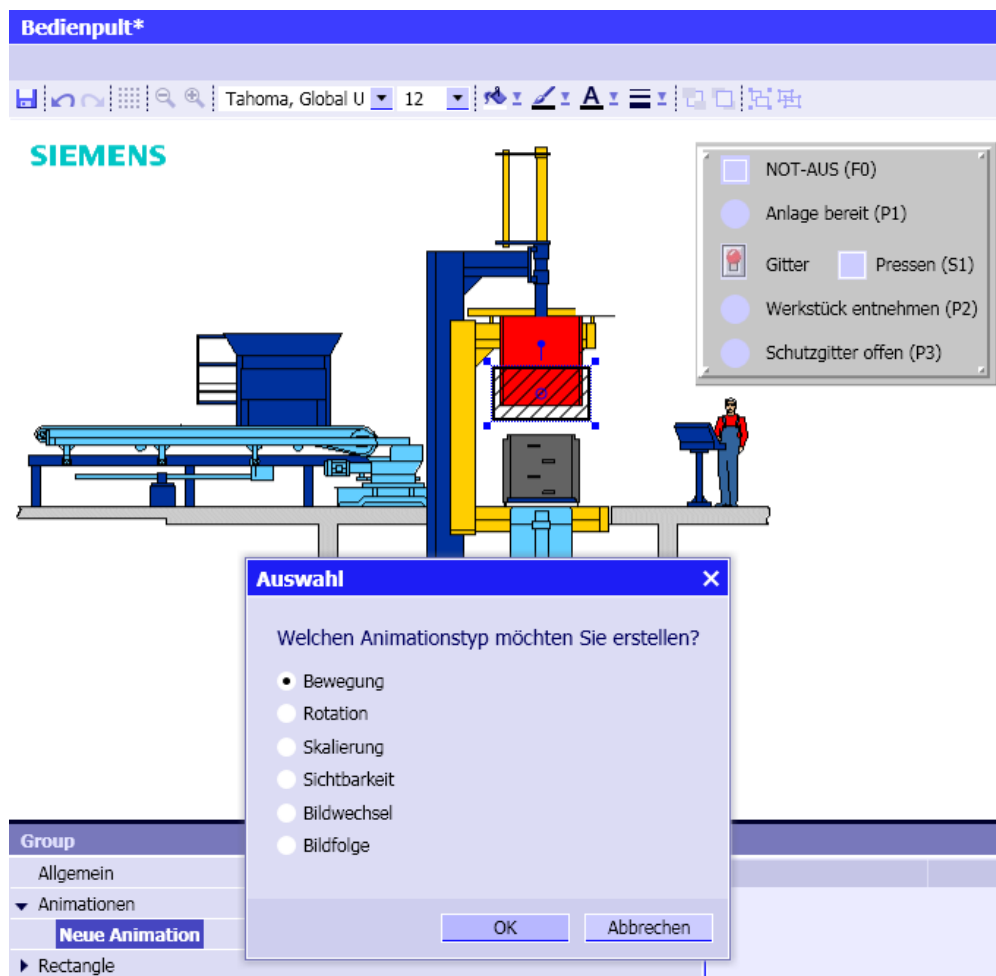 Bedienpult*
Tahoma, Global U 12 A
SIEMENS
NOT-AUS (F0)
Anlage bereit (P1)
Gitter Pressen (S1)
Werkstück entnehmen (P2)
Schutzgitter offen (P3)
Auswahl
Welchen Animationstyp möchten Sie erstellen?
Bewegung
Rotation
Skalierung
Sichtbarkeit
Bildwechsel
Bildfolge
OK Abbrechen
Group
Allgemein
Animationen
Neue Animation
Rectangle